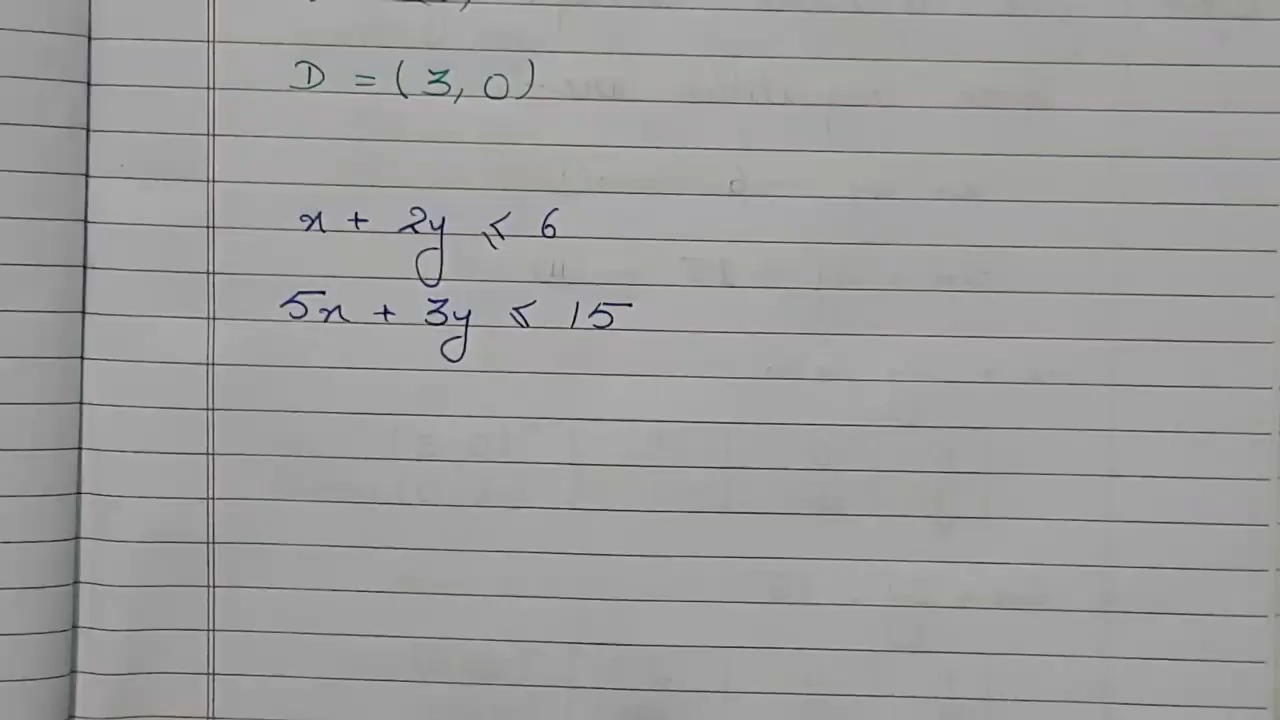 D = (3, 0)
x + 2y ≤ 6
5x + 3y ≤ 15